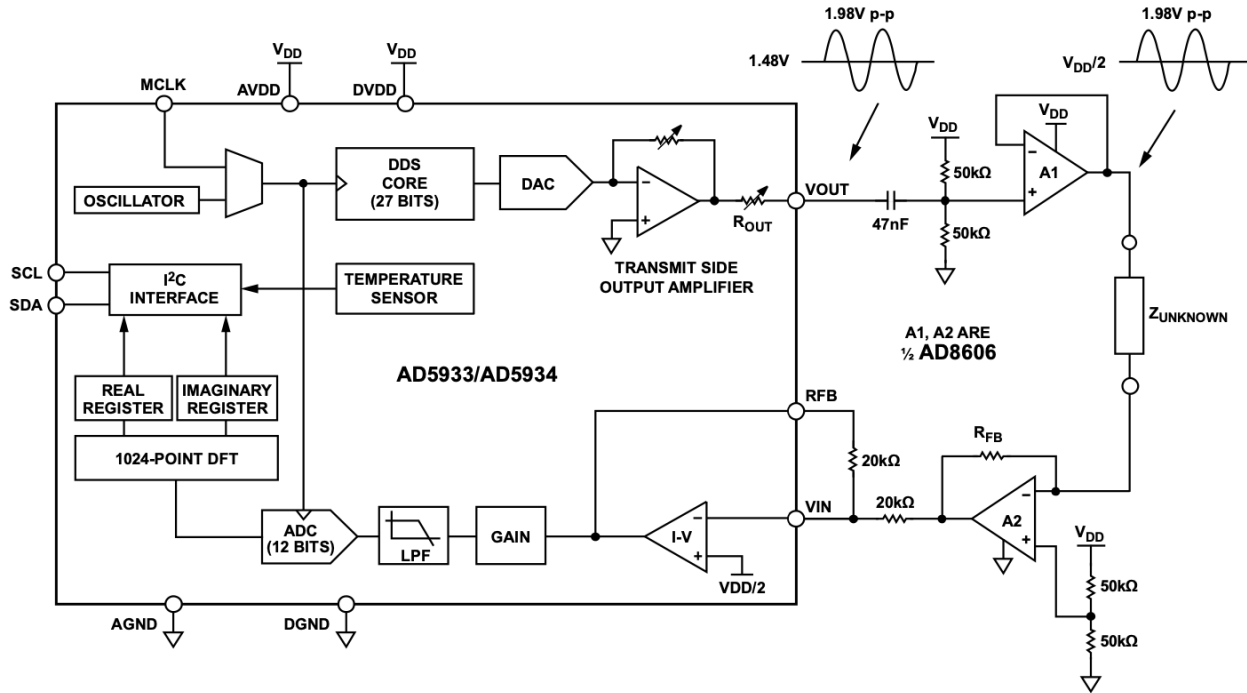 1.98V p-p
1.98V p-p
1.48V
VDD/2
MCLK
VDD
AVDD
VDD
DVDD
VDD
VDD
OSCILLATOR
DDS
CORE
(27 BITS)
DAC
−
+
ROUT
VOUT
47nF
50kΩ
50kΩ
−
+
A1
TRANSMIT SIDE
OUTPUT AMPLIFIER
SCL
SDA
I2C
INTERFACE
TEMPERATURE
SENSOR
ZUNKNOWN
A1, A2 ARE
½ AD8606
AD5933/AD5934
REAL
REGISTER
IMAGINARY
REGISTER
1024-POINT DFT
RFB
20kΩ
RFB
VIN
20kΩ
−
+
A2
ADC
(12 BITS)
LPF
GAIN
I-V
−
+
VDD/2
VDD
50kΩ
50kΩ
AGND
DGND